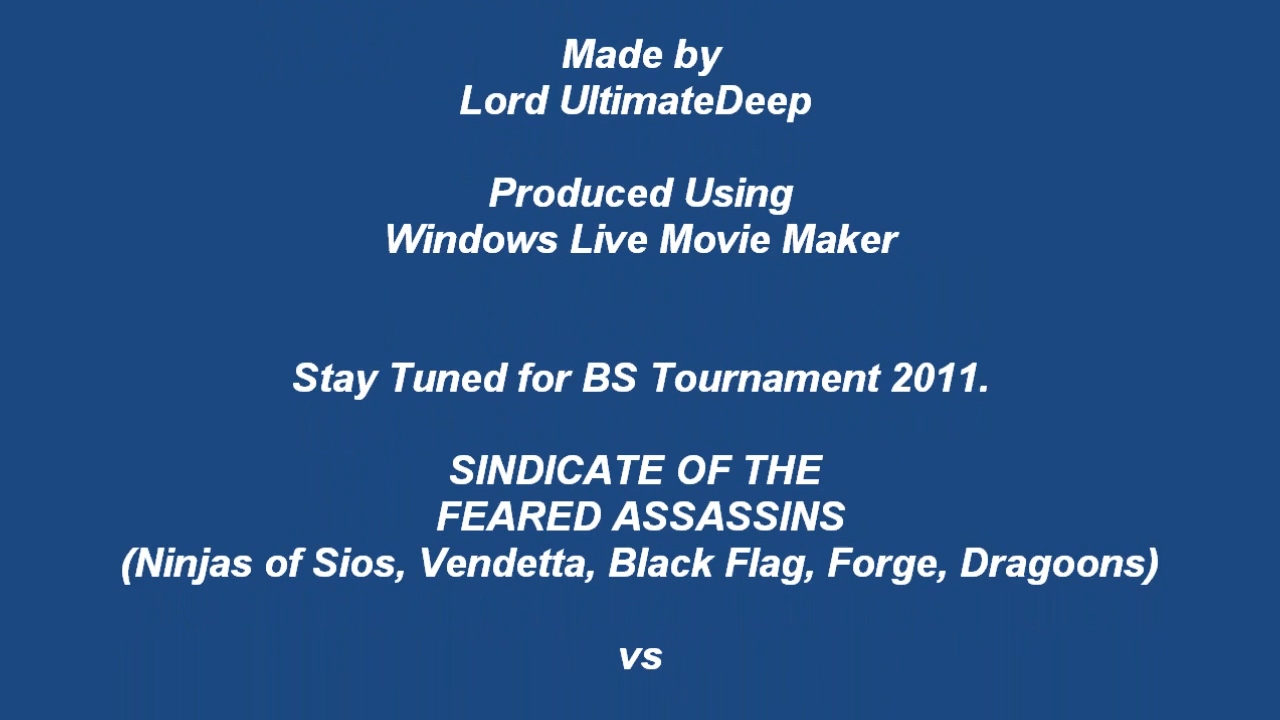 Made by
Lord UltimateDeep
Produced Using
Windows Live Movie Maker
Stay Tuned for BS Tournament 2011.
SINDICATE OF THE
FEARED ASSASSINS
(Ninjas of Sios, Vendetta, Black Flag, Forge, Dragoons)
vs